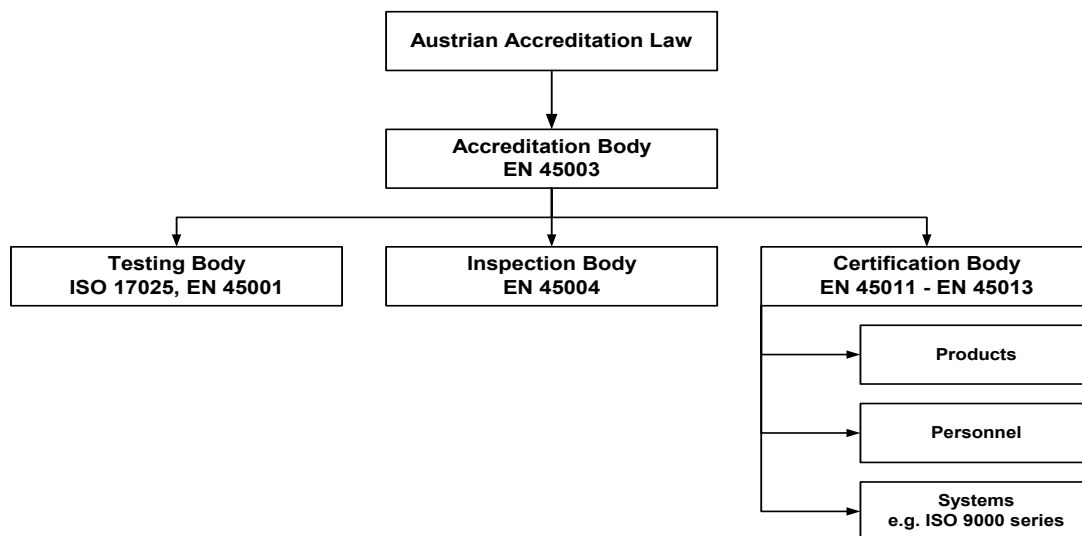 Austrian Accreditation Law
Accreditation Body
EN 45003
Testing Body
ISO 17025, EN 45001
Inspection Body
EN 45004
Certification Body
EN 45011 - EN 45013
Products
Personnel
Systems
e.g. ISO 9000 series